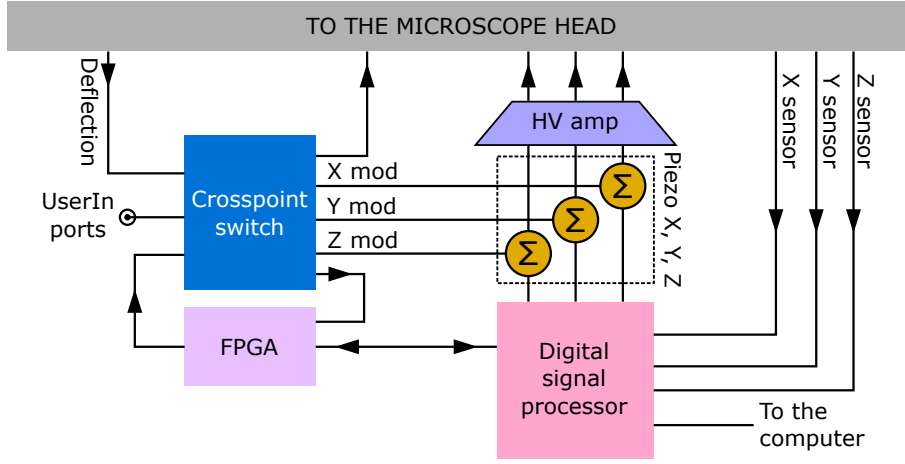 TO THE MICROSCOPE HEAD
Deflection
X sensor
Y sensor
Z sensor
HV amp
Piezo X, Y, Z
X mod
Σ
UserIn
ports
Crosspoint
switch
Y mod
Σ
Z mod
Σ
FPGA
Digital
signal
processor
To the
computer